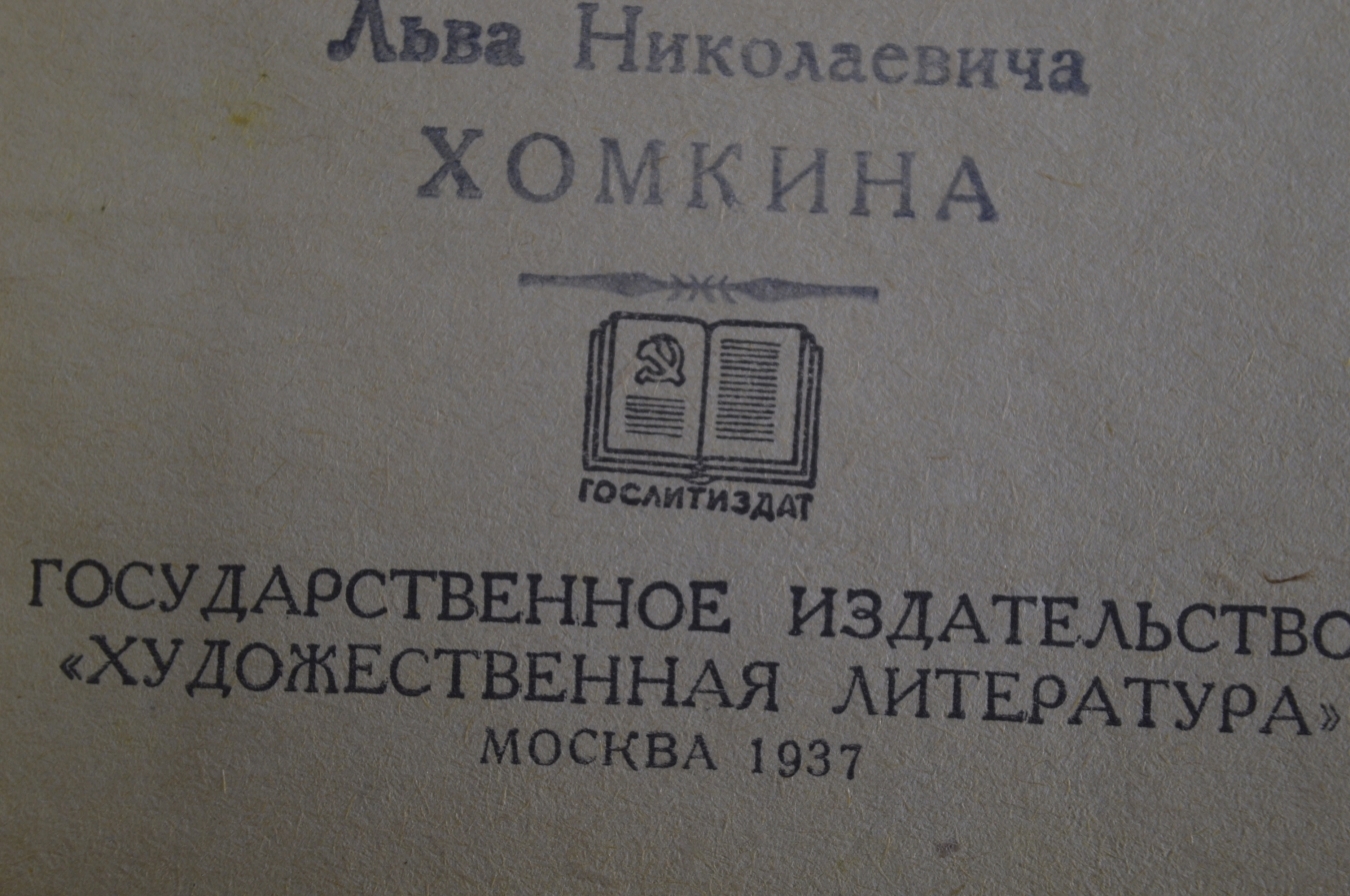 Льва Николаевича
ХОМКИНА
ГОСЛИТИЗДАТ
ГОСУДАРСТВЕННОЕ ИЗДАТЕЛЬСТВО
«ХУДОЖЕСТВЕННАЯ ЛИТЕРАТУРА»
МОСКВА 1937